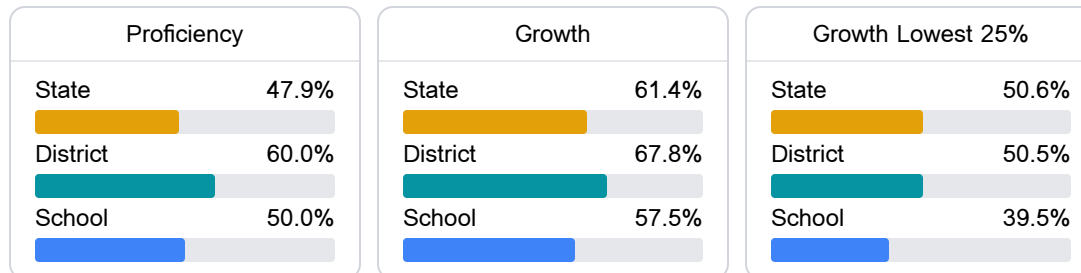 Proficiency
State 47.9%
District 60.0%
School 50.0%
Growth
State 61.4%
District 67.8%
School 57.5%
Growth Lowest 25%
State 50.6%
District 50.5%
School 39.5%